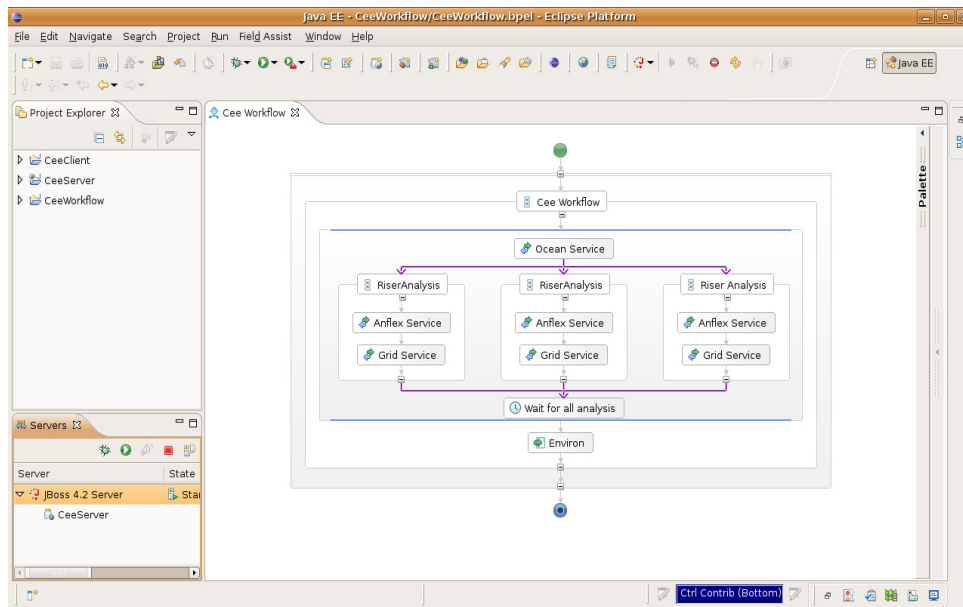 Java EE - CeeWorkflow/CeeWorkflow.bpel - Eclipse Platform
File Edit Navigate Search Project Run Field Assist Window Help
Java EE
Project Explorer
CeeClient
CeeServer
CeeWorkflow
Cee Workflow
Palette
Cee Workflow
Ocean Service
RiserAnalysis RiserAnalysis Riser Analysis
Anflex Service Anflex Service Anflex Service
Grid Service Grid Service Grid Service
Wait for all analysis
Environ
Servers
Server State
JBoss 4.2 Server Star
CeeServer
Ctrl Contrib (Bottom)